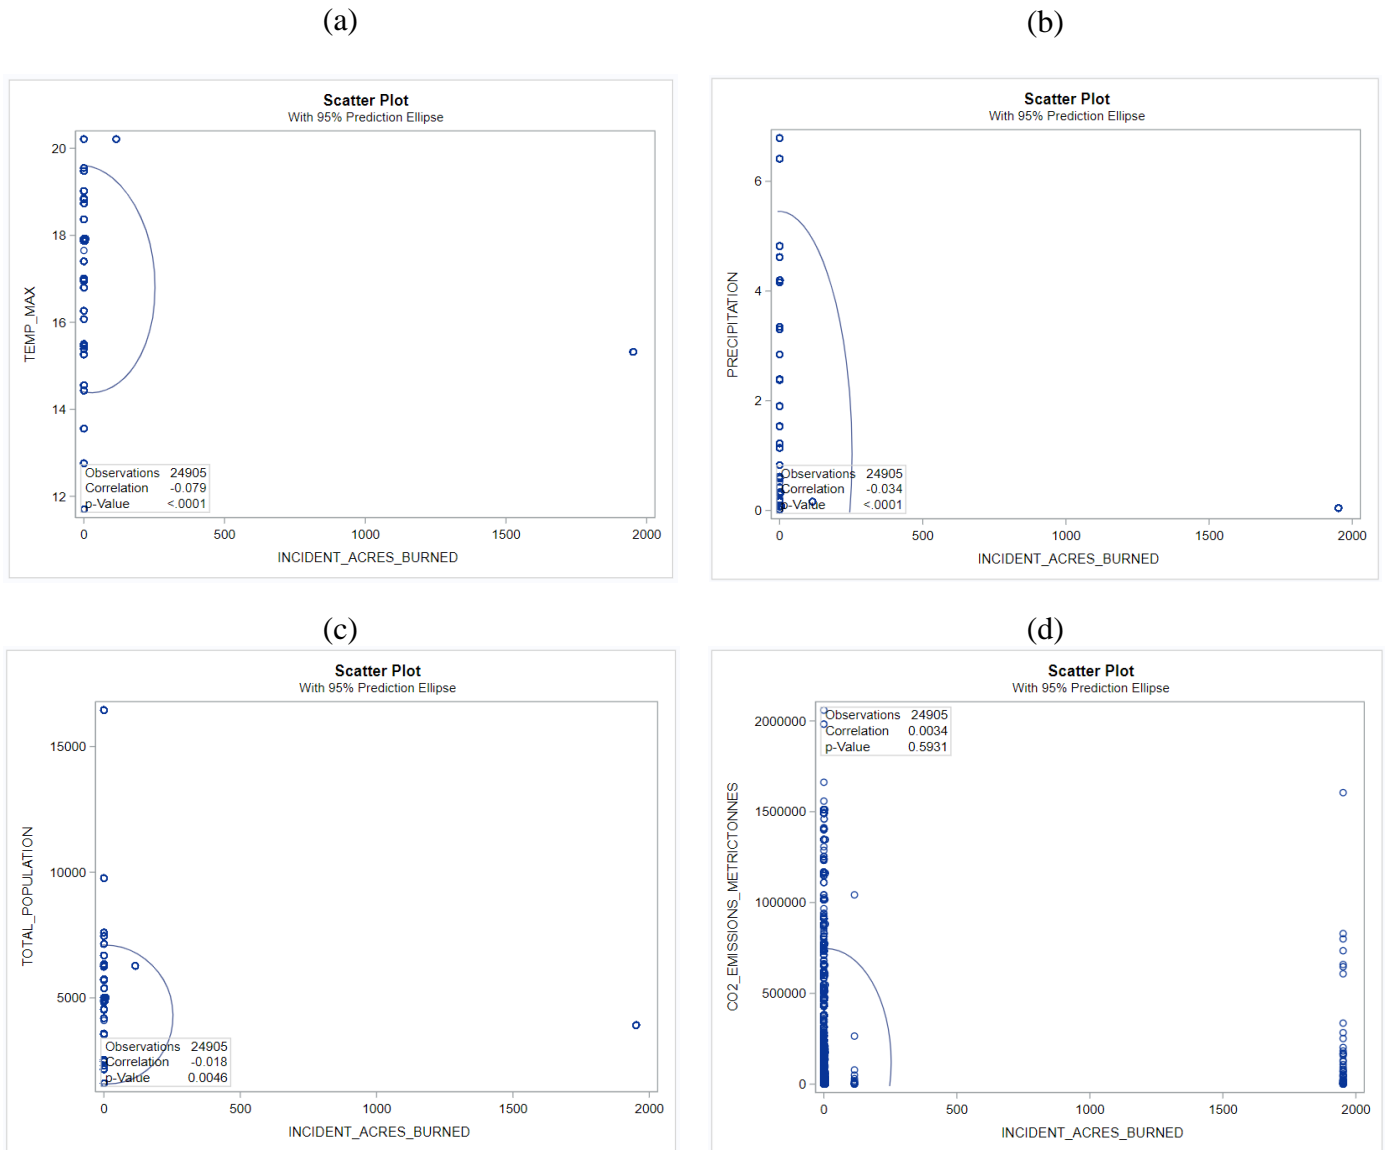 (a)
Scatter Plot
With 95% Prediction Ellipse
TEMP_MAX
20
18
16
14
12
Observations 24905
Correlation -0.079
p-Value <.0001
0 500 1000 1500 2000
INCIDENT_ACRES_BURNED
(b)
Scatter Plot
With 95% Prediction Ellipse
PRECIPITATION
6
4
2
0
Observations 24905
Correlation -0.034
p-Value <.0001
0 500 1000 1500 2000
INCIDENT_ACRES_BURNED
(c)
Scatter Plot
With 95% Prediction Ellipse
TOTAL_POPULATION
15000
10000
5000
Observations 24905
Correlation -0.018
p-Value 0.0046
0 500 1000 1500 2000
INCIDENT_ACRES_BURNED
(d)
Scatter Plot
With 95% Prediction Ellipse
CO2_EMISSIONS_METRICTONNES
2000000
1500000
1000000
500000
0
Observations 24905
Correlation 0.0034
p-Value 0.5931
0 500 1000 1500 2000
INCIDENT_ACRES_BURNED